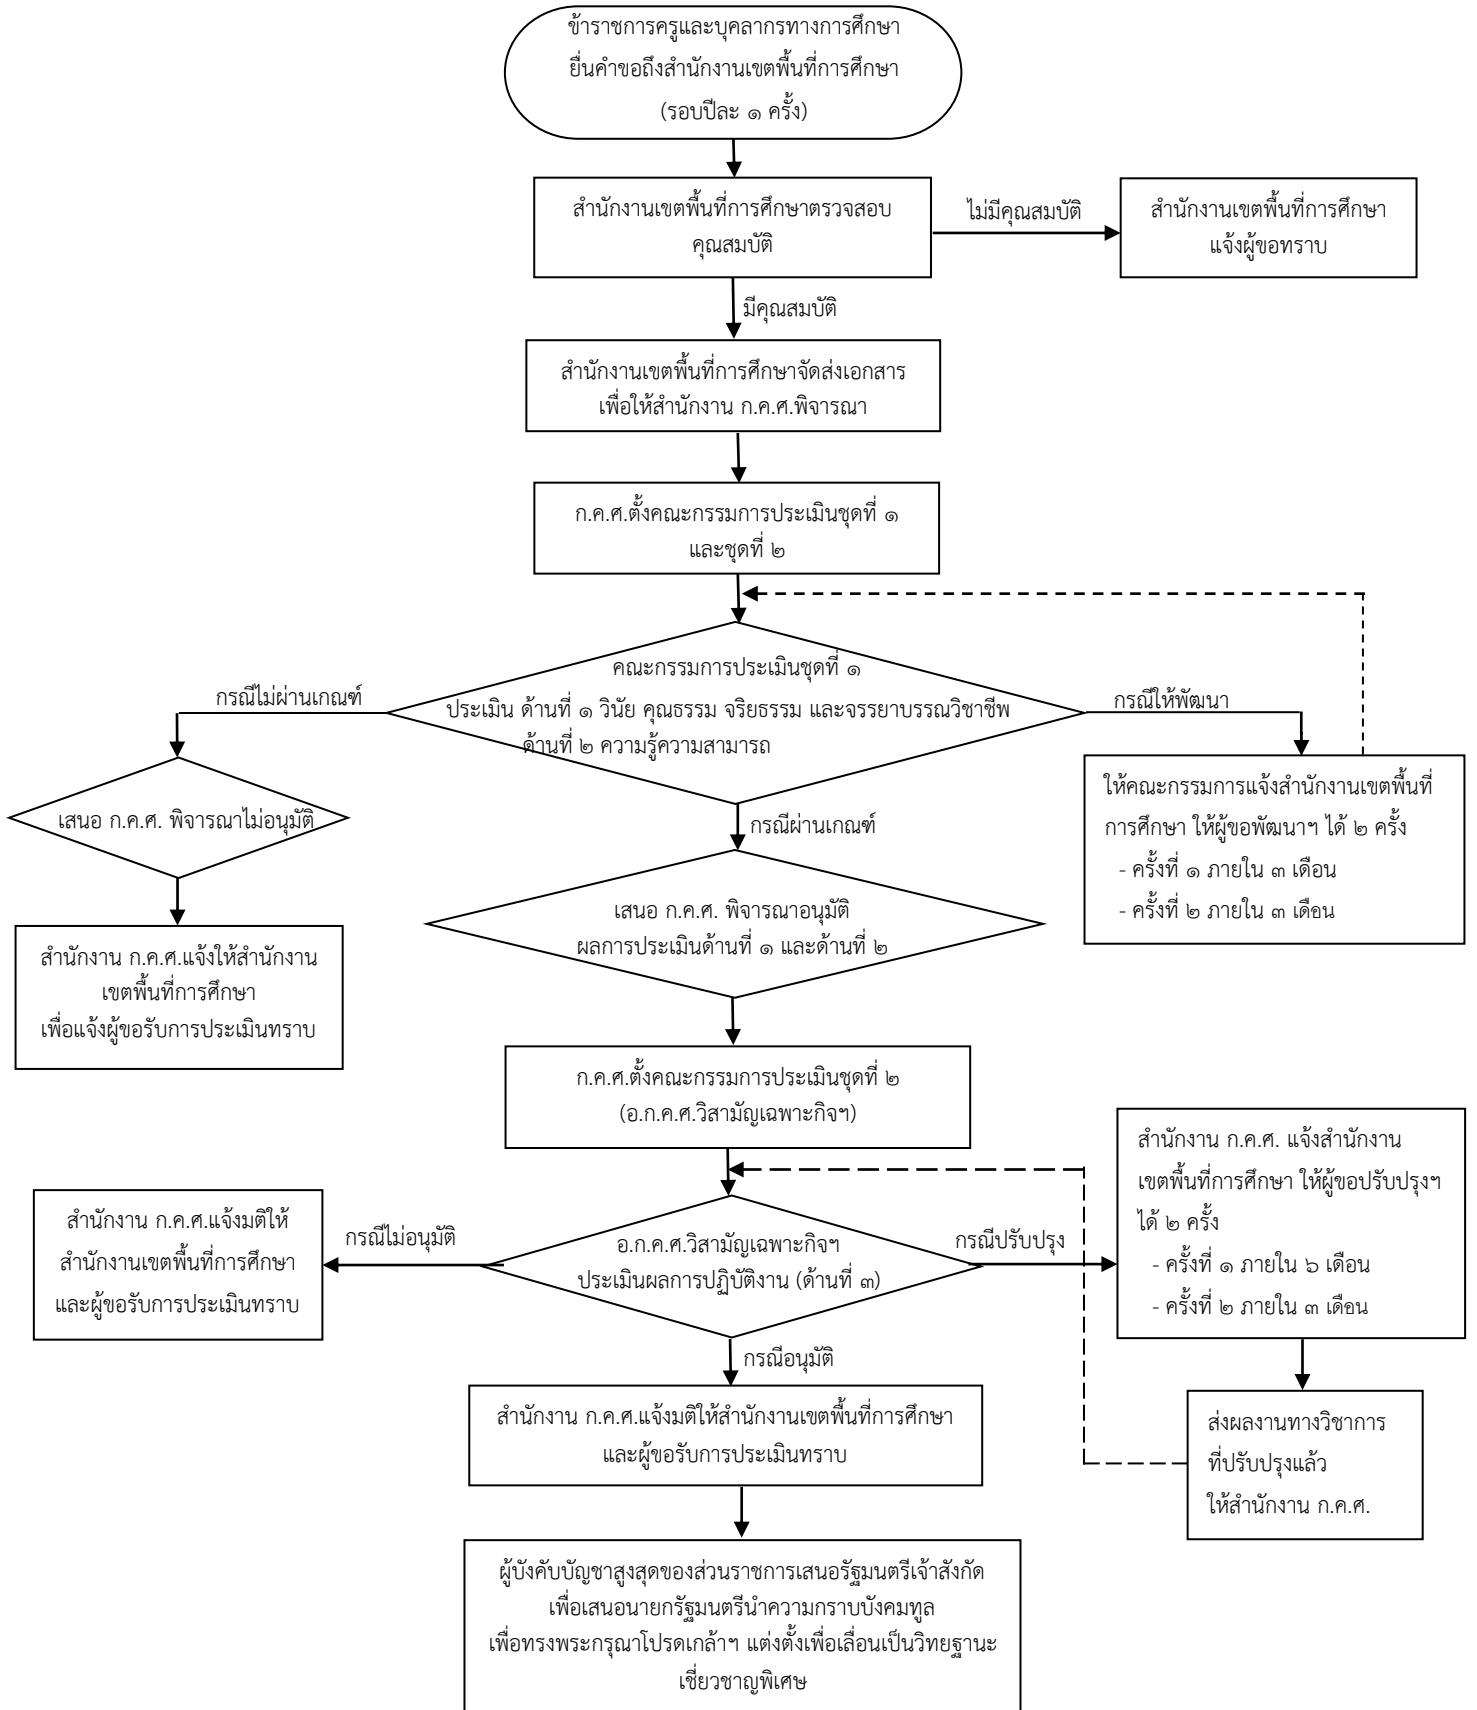 ข้าราชการครูและบุคลากรทางการศึกษา
ยื่นคำขอถึงสำนักงานเขตพื้นที่การศึกษา
(รอบปีละ ๑ ครั้ง)
สำนักงานเขตพื้นที่การศึกษาตรวจสอบ
คุณสมบัติ
ไม่มีคุณสมบัติ
สำนักงานเขตพื้นที่การศึกษา
แจ้งผู้ขอทราบ
มีคุณสมบัติ
สำนักงานเขตพื้นที่การศึกษาจัดส่งเอกสาร
เพื่อให้สำนักงาน ก.ค.ศ.พิจารณา
ก.ค.ศ.ตั้งคณะกรรมการประเมินชุดที่ ๑
และชุดที่ ๒
คณะกรรมการประเมินชุดที่ ๑
ประเมิน ด้านที่ ๑ วินัย คุณธรรม จริยธรรม และจรรยาบรรณวิชาชีพ
ด้านที่ ๒ ความรู้ความสามารถ
กรณีไม่ผ่านเกณฑ์
กรณีให้พัฒนา
เสนอ ก.ค.ศ. พิจารณาไม่อนุมัติ
ให้คณะกรรมการแจ้งสำนักงานเขตพื้นที่
การศึกษา ให้ผู้ขอพัฒนาฯ ได้ ๒ ครั้ง
- ครั้งที่ ๑ ภายใน ๓ เดือน
- ครั้งที่ ๒ ภายใน ๓ เดือน
กรณีผ่านเกณฑ์
เสนอ ก.ค.ศ. พิจารณาอนุมัติ
ผลการประเมินด้านที่ ๑ และด้านที่ ๒
สำนักงาน ก.ค.ศ.แจ้งให้สำนักงาน
เขตพื้นที่การศึกษา
เพื่อแจ้งผู้ขอรับการประเมินทราบ
ก.ค.ศ.ตั้งคณะกรรมการประเมินชุดที่ ๒
(อ.ก.ค.ศ.วิสามัญเฉพาะกิจฯ)
สำนักงาน ก.ค.ศ. แจ้งสำนักงาน
เขตพื้นที่การศึกษา ให้ผู้ขอปรับปรุงฯ
ได้ ๒ ครั้ง
- ครั้งที่ ๑ ภายใน ๖ เดือน
- ครั้งที่ ๒ ภายใน ๓ เดือน
สำนักงาน ก.ค.ศ.แจ้งมติให้
สำนักงานเขตพื้นที่การศึกษา
และผู้ขอรับการประเมินทราบ
กรณีไม่อนุมัติ
อ.ก.ค.ศ.วิสามัญเฉพาะกิจฯ
ประเมินผลการปฏิบัติงาน (ด้านที่ ๓)
กรณีปรับปรุง
กรณีอนุมัติ
สำนักงาน ก.ค.ศ.แจ้งมติให้สำนักงานเขตพื้นที่การศึกษา
และผู้ขอรับการประเมินทราบ
ส่งผลงานทางวิชาการ
ที่ปรับปรุงแล้ว
ให้สำนักงาน ก.ค.ศ.
ผู้บังคับบัญชาสูงสุดของส่วนราชการเสนอรัฐมนตรีเจ้าสังกัด
เพื่อเสนอนายกรัฐมนตรีนำความกราบบังคมทูล
เพื่อทรงพระกรุณาโปรดเกล้าฯ แต่งตั้งเพื่อเลื่อนเป็นวิทยฐานะ
เชี่ยวชาญพิเศษ